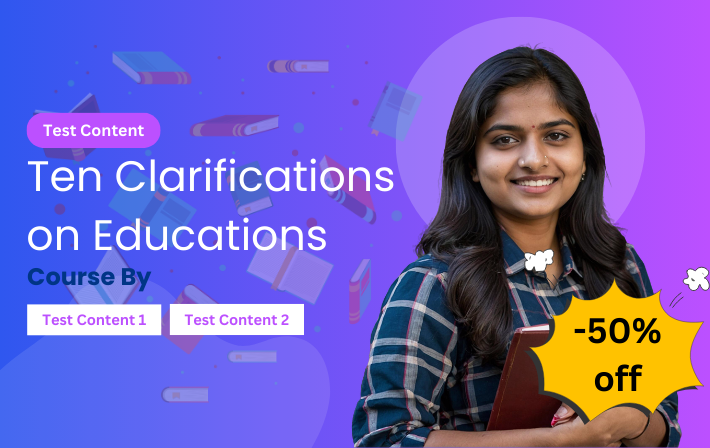 Test Content
Ten Clarifications
on Educations
Course By
Test Content 1
Test Content 2
-50%
off